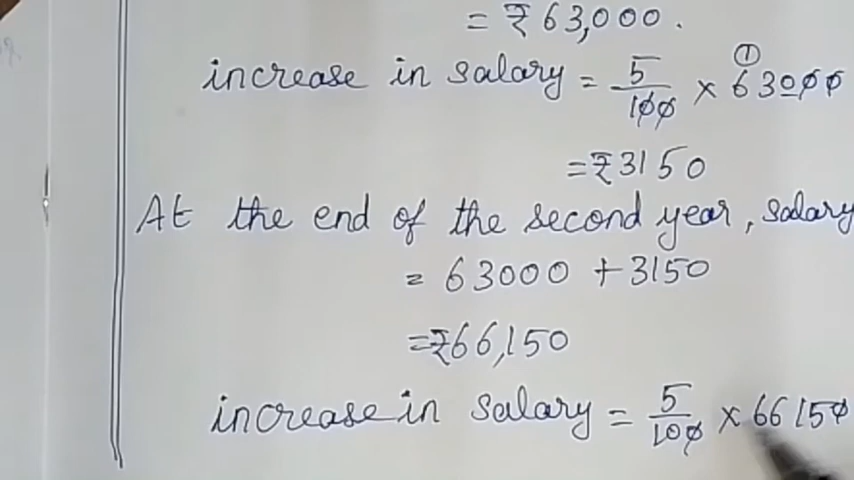 = ₹63,000.
increase in salary = 5/100 × 63000
①
= ₹3150
At the end of the second year, salary
= 63000 + 3150
= ₹66,150
increase in salary = 5/100 × 66150